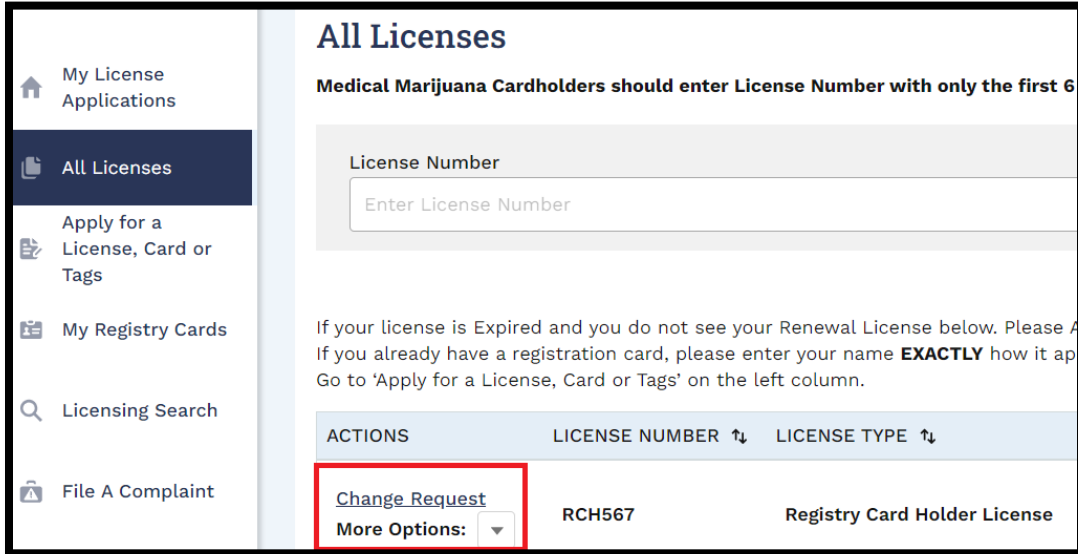 My License
Applications
All Licenses
Apply for a
License, Card or
Tags
My Registry Cards
Licensing Search
File A Complaint
All Licenses
Medical Marijuana Cardholders should enter License Number with only the first 6
License Number
Enter License Number
If your license is Expired and you do not see your Renewal License below. Please
If you already have a registration card, please enter your name EXACTLY how it ap
Go to ‘Apply for a License, Card or Tags’ on the left column.
ACTIONS LICENSE NUMBER LICENSE TYPE
Change Request
More Options:
RCH567 Registry Card Holder License